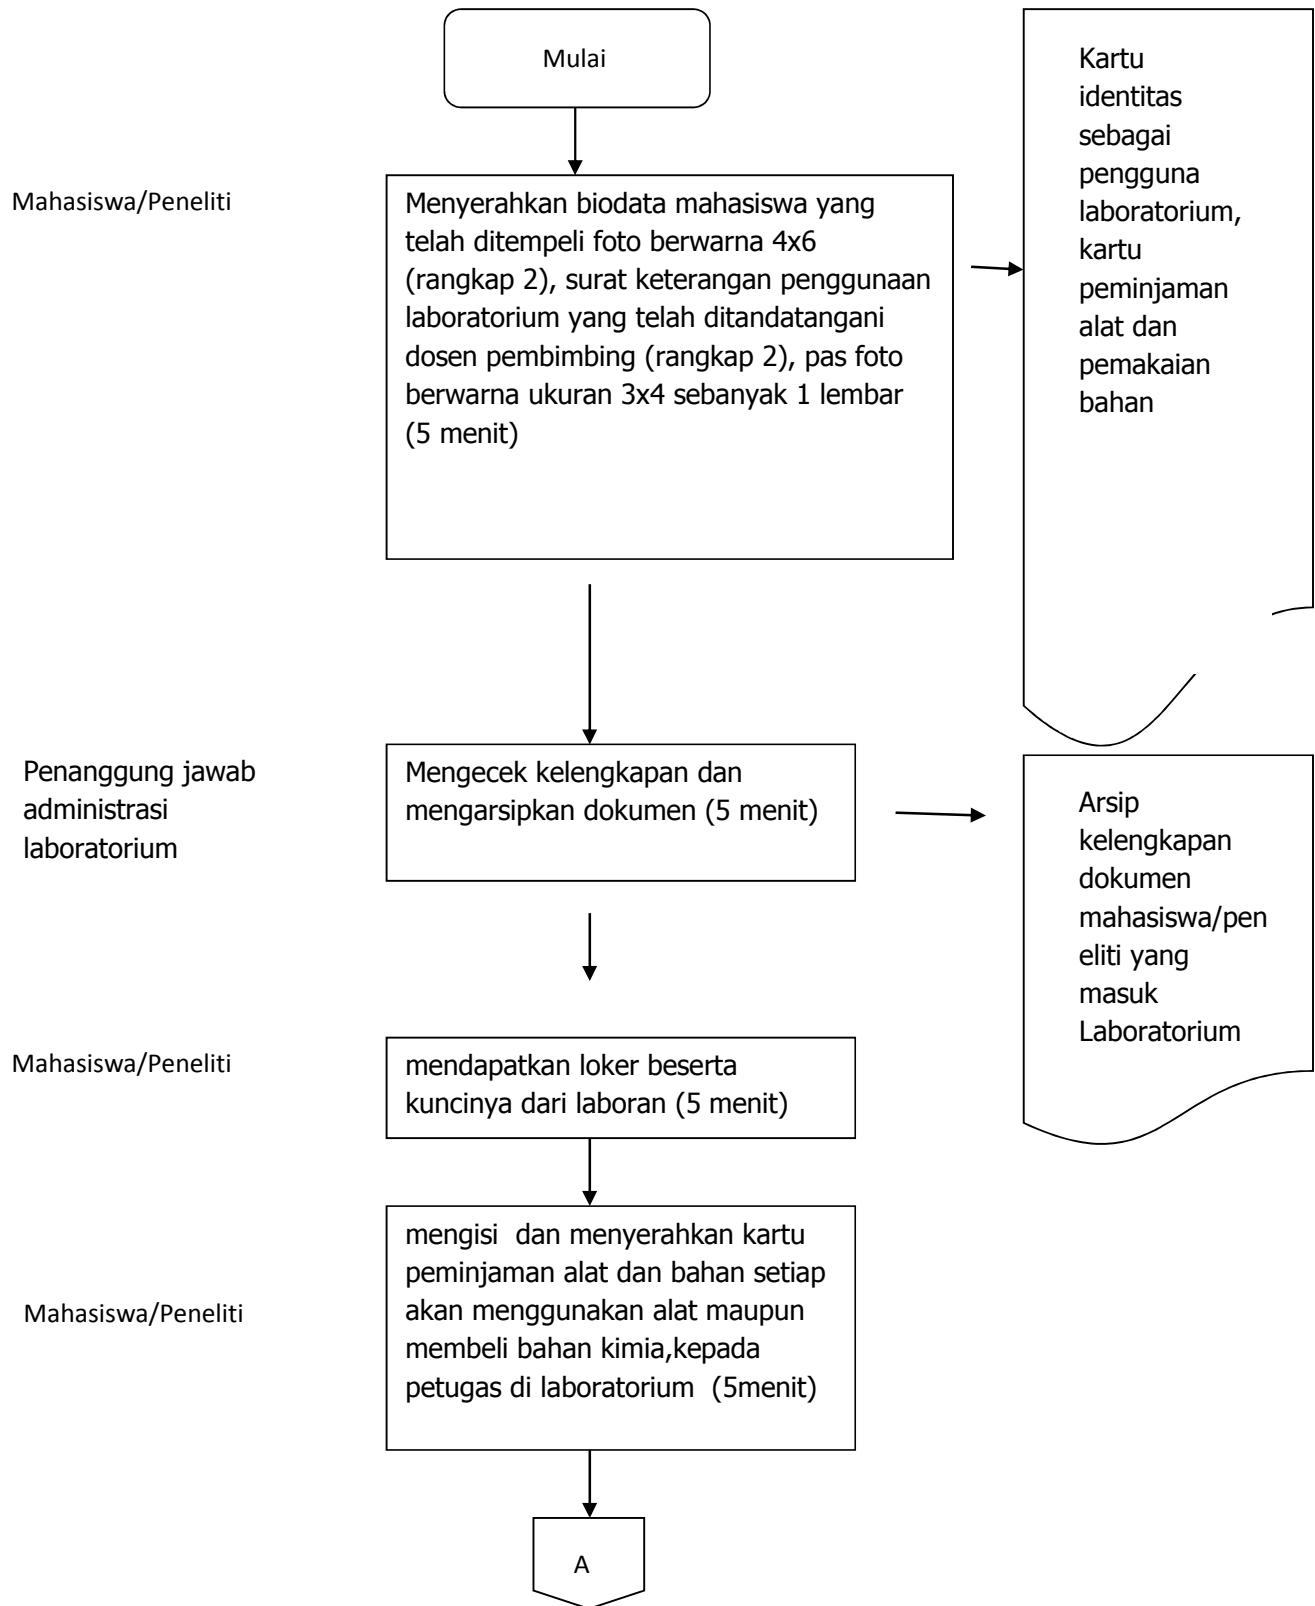 Mulai
Mahasiswa/Peneliti
Menyerahkan biodata mahasiswa yang
telah ditempeli foto berwarna 4x6
(rangkap 2), surat keterangan penggunaan
laboratorium yang telah ditandatangani
dosen pembimbing (rangkap 2), pas foto
berwarna ukuran 3x4 sebanyak 1 lembar
(5 menit)
Kartu
identitas
sebagai
pengguna
laboratorium,
kartu
peminjaman
alat dan
pemakaian
bahan
Penanggung jawab
administrasi
laboratorium
Mengecek kelengkapan dan
mengarsipkan dokumen (5 menit)
Arsip
kelengkapan
dokumen
mahasiswa/pen
eliti yang
masuk
Laboratorium
Mahasiswa/Peneliti
mendapatkan loker beserta
kuncinya dari laboran (5 menit)
Mahasiswa/Peneliti
mengisi  dan menyerahkan kartu
peminjaman alat dan bahan setiap
akan menggunakan alat maupun
membeli bahan kimia,kepada
petugas di laboratorium  (5menit)
A